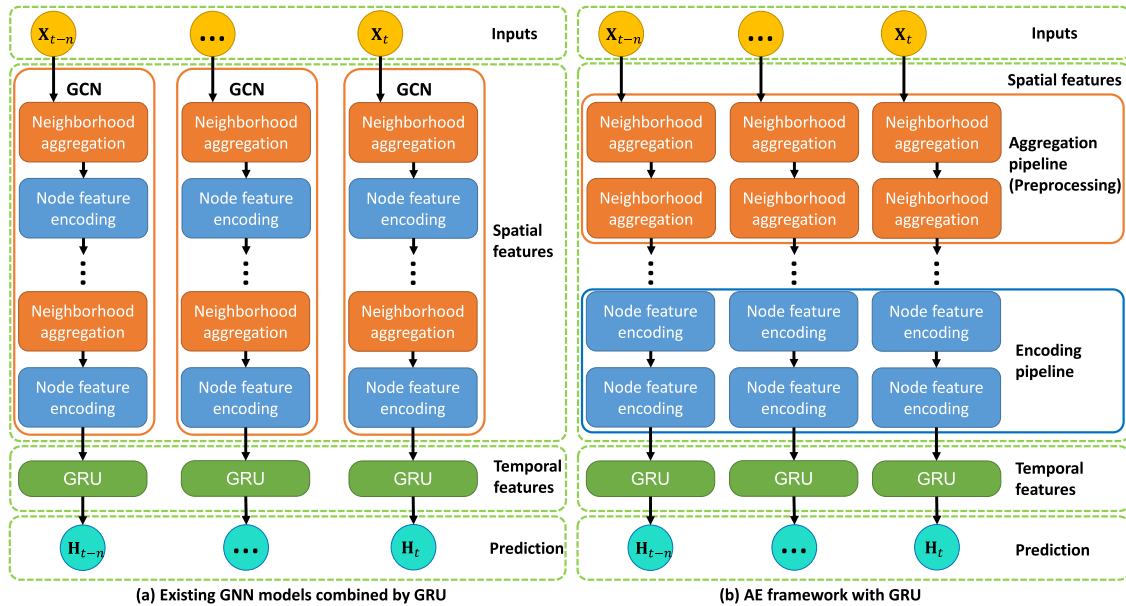 X_{t−n}
...
X_t
Inputs
GCN
GCN
GCN
Neighborhood
aggregation
Neighborhood
aggregation
Neighborhood
aggregation
Node feature
encoding
Node feature
encoding
Node feature
encoding
Spatial
features
Neighborhood
aggregation
Neighborhood
aggregation
Neighborhood
aggregation
Node feature
encoding
Node feature
encoding
Node feature
encoding
GRU
GRU
GRU
Temporal
features
H_{t−n}
...
H_t
Prediction
(a) Existing GNN models combined by GRU
X_{t−n}
...
X_t
Inputs
Spatial features
Neighborhood
aggregation
Neighborhood
aggregation
Neighborhood
aggregation
Neighborhood
aggregation
Neighborhood
aggregation
Neighborhood
aggregation
Aggregation
pipeline
(Preprocessing)
Node feature
encoding
Node feature
encoding
Node feature
encoding
Node feature
encoding
Node feature
encoding
Node feature
encoding
Encoding
pipeline
GRU
GRU
GRU
Temporal
features
H_{t−n}
...
H_t
Prediction
(b) AE framework with GRU